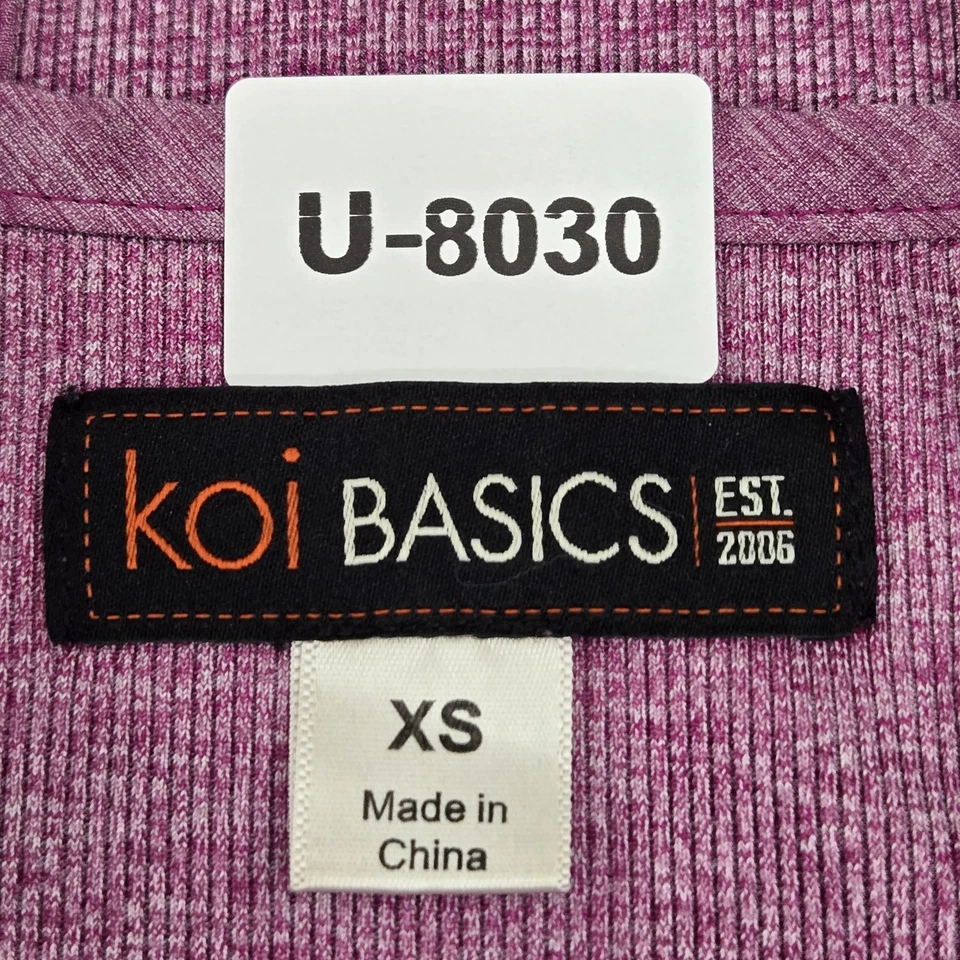 U-8030
koi BASICS EST.
2006
XS
Made in
China